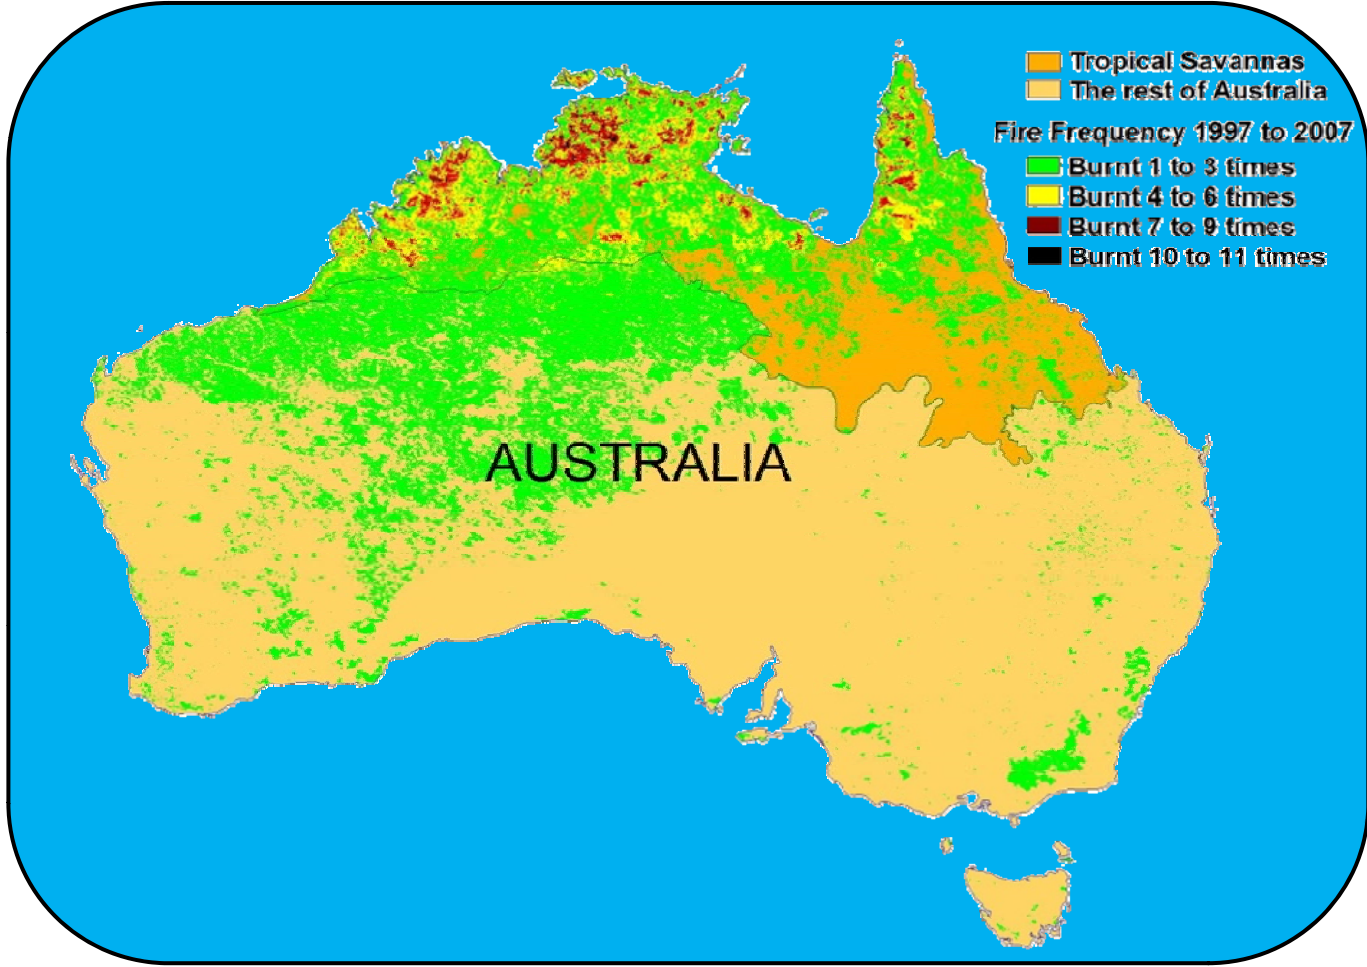 Tropical Savannas
The rest of Australia
Fire Frequency 1997 to 2007
Burnt 1 to 3 times
Burnt 4 to 6 times
Burnt 7 to 9 times
Burnt 10 to 11 times
AUSTRALIA